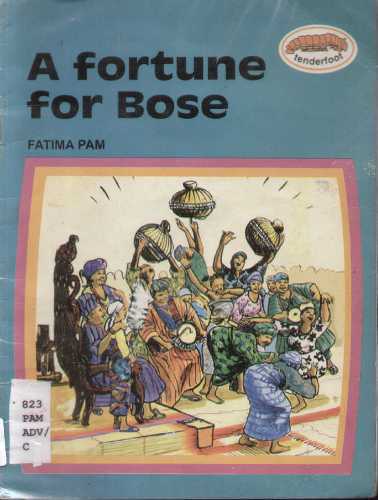 tenderfoot
A fortune
for Bose
FATIMA PAM
823
PAM
ADV/
C